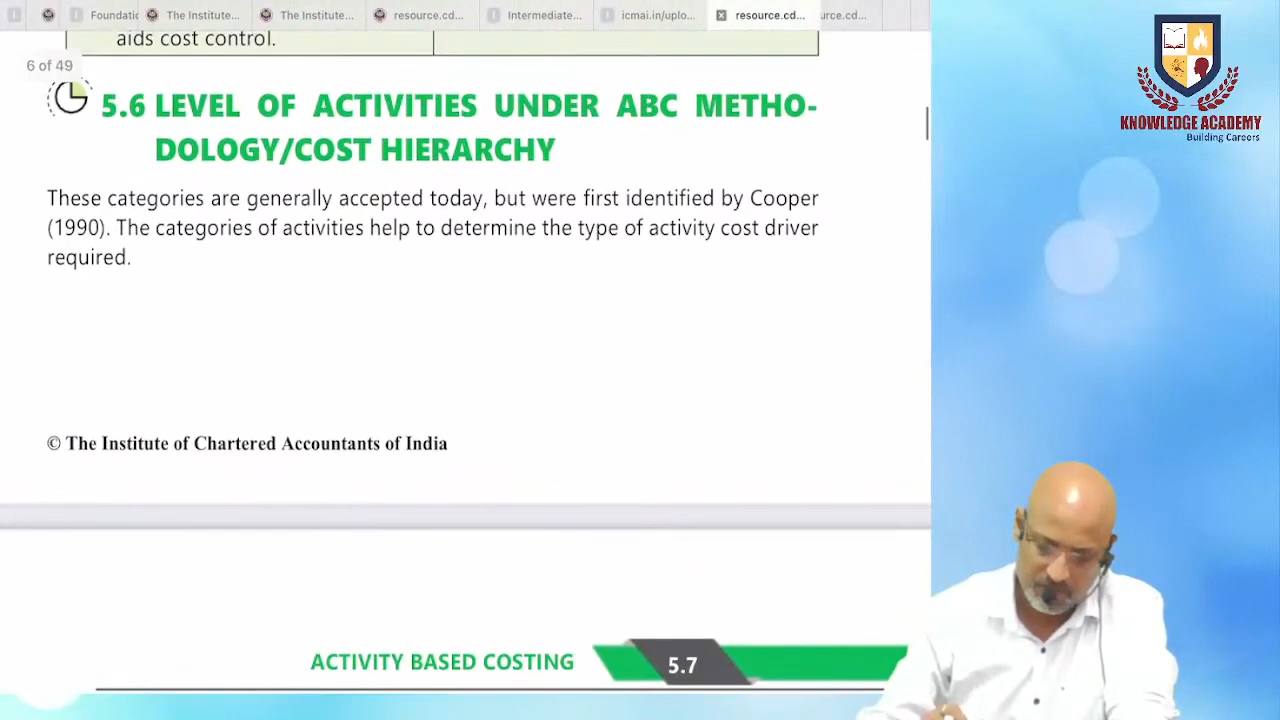 Foundatic
The Institute...
The Institute...
resource.cd...
Intermediate...
icmai.in/uplo...
resource.cd...
urce.cd...
aids cost control.
6 of 49
5.6 LEVEL OF ACTIVITIES UNDER ABC METHO-
DOLOGY/COST HIERARCHY
These categories are generally accepted today, but were first identified by Cooper
(1990). The categories of activities help to determine the type of activity cost driver
required.
© The Institute of Chartered Accountants of India
ACTIVITY BASED COSTING 5.7
KNOWLEDGE ACADEMY
Building Careers